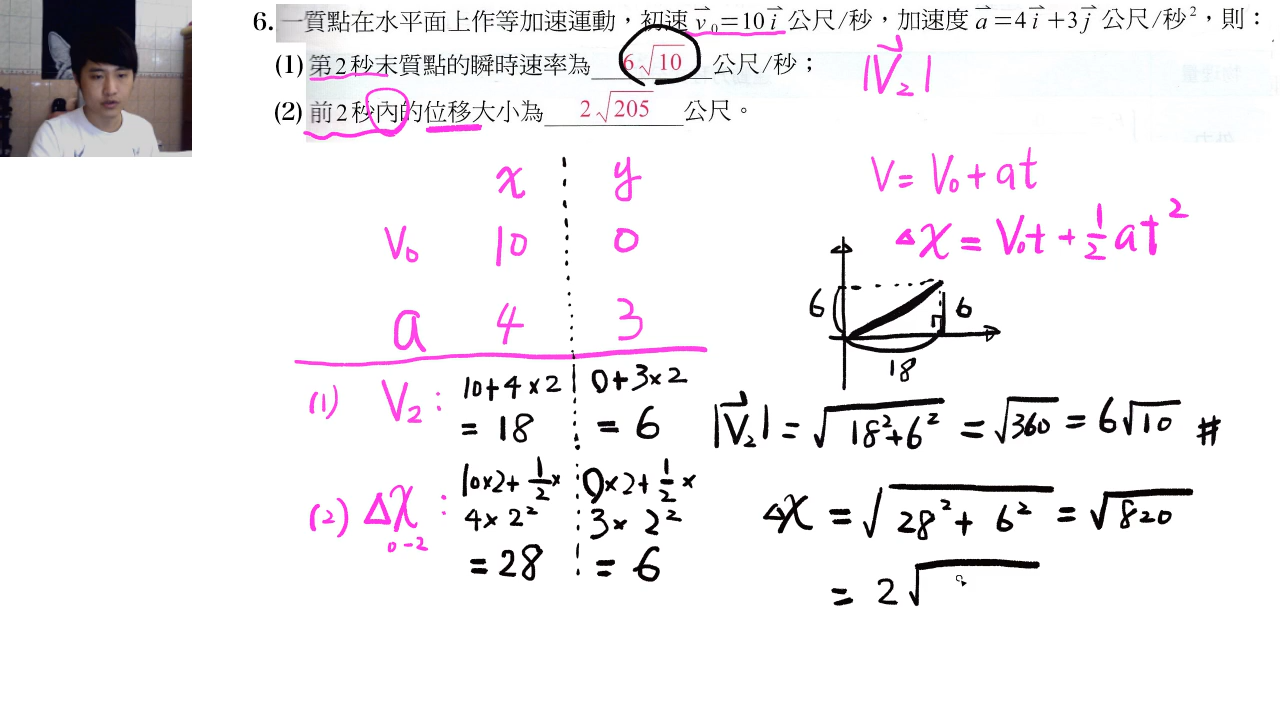 6. 一質點在水平面上作等加速運動，初速 v⃗₀=10 i⃗ 公尺/秒，加速度 a⃗=4 i⃗+3 j⃗ 公尺/秒²，則：
(1) 第2秒末質點的瞬時速率為 6√10 公尺/秒；
|V⃗₂|
(2) 前2秒內的位移大小為 2√205 公尺。
x y
V₀ 10 0
a 4 3
V = V₀ + at
Δx = V₀t + ½at²
6 6
18
(1) V₂ : 10+4×2 0+3×2
= 18 = 6
|V⃗₂| = √(18²+6²) = √360 = 6√10 #
(2) Δx : 10×2+½× 0×2+½×
0-2 4×2² 3×2²
= 28 = 6
Δx = √(28²+6²) = √820
= 2√